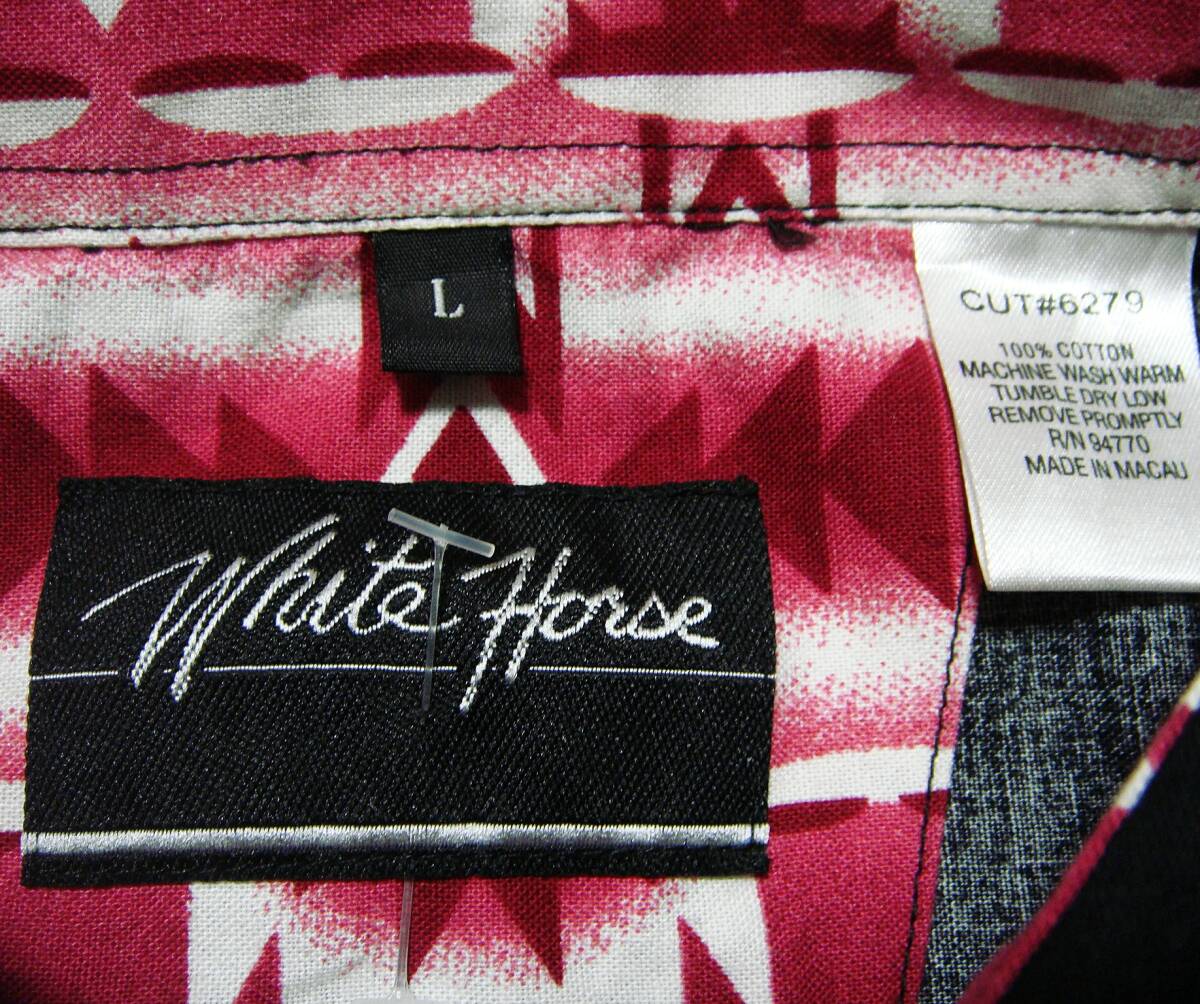 L
CUT#6279
100% COTTON
MACHINE WASH WARM
TUMBLE DRY LOW
REMOVE PROMPTLY
R/N 94770
MADE IN MACAU
White Horse